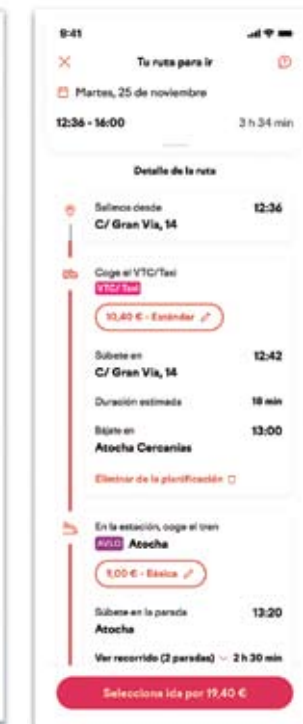 9:41
Tu ruta para ir
Martes, 25 de noviembre
12:36 - 16:00 3 h 34 min
Detalle de la ruta
Salimos desde 12:36
C/ Gran Vía, 14
Coge el VTC/Taxi
VTC/Taxi
10,40 € - Estándar
Súbete en 12:42
C/ Gran Vía, 14
Duración estimada 18 min
Bájate en 13:00
Atocha Cercanías
Eliminar de la planificación
En la estación, coge el tren
AVLO Atocha
9,00 € - Básica
Súbete en la parada 13:20
Atocha
Ver recorrido (2 paradas) 2 h 30 min
Selecciona ida por 19,40 €